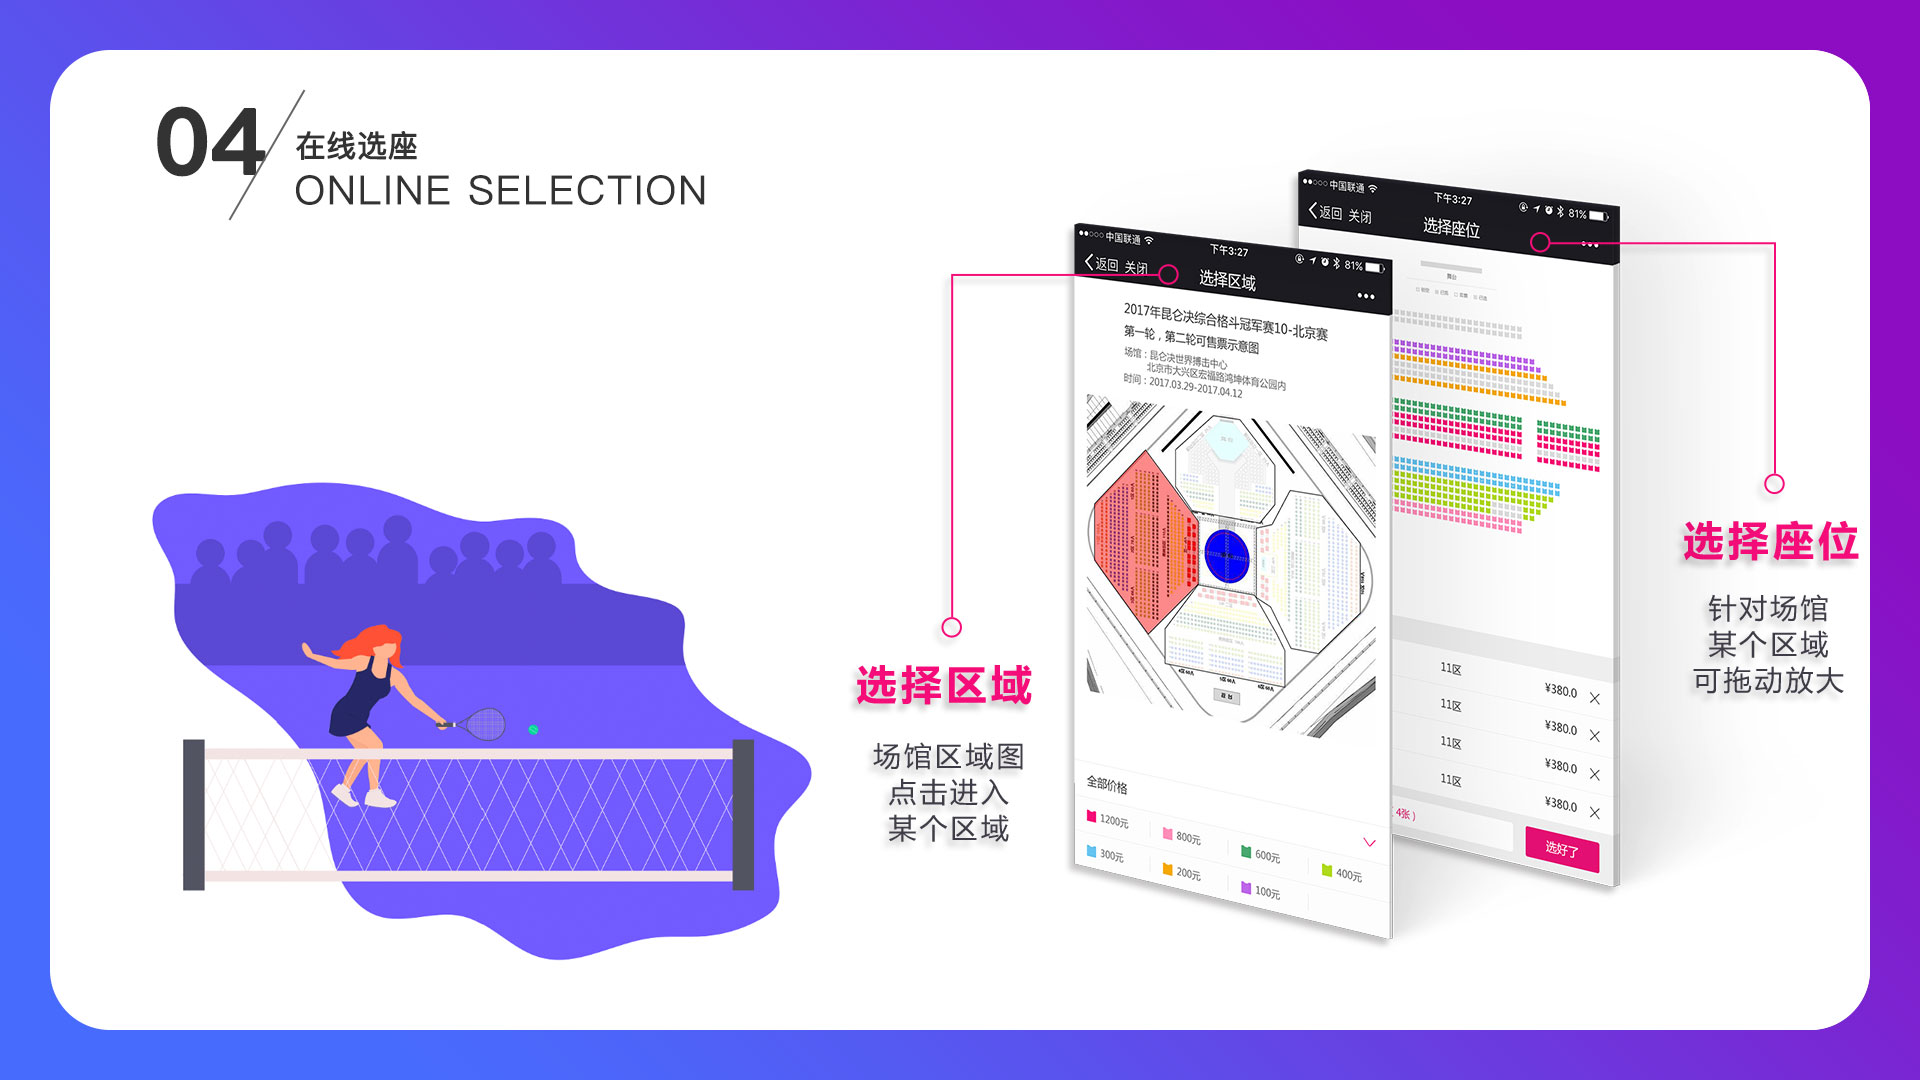 04
在线选座
ONLINE SELECTION
中国联通
下午3:27
81%
返回 关闭
选择区域
2017年昆仑决综合格斗冠军赛10-北京赛
第一轮，第二轮可售票示意图
场馆：昆仑决世界搏击中心
北京市大兴区宏福路鸿坤体育公园内
时间：2017.03.29-2017.04.12
全部价格
1200元
800元
600元
400元
300元
200元
100元
中国联通
下午3:27
81%
返回 关闭
选择座位
舞台
11区
¥380.0
11区
¥380.0
11区
¥380.0
11区
¥380.0
4张）
选好了
选择区域
场馆区域图
点击进入
某个区域
选择座位
针对场馆
某个区域
可拖动放大